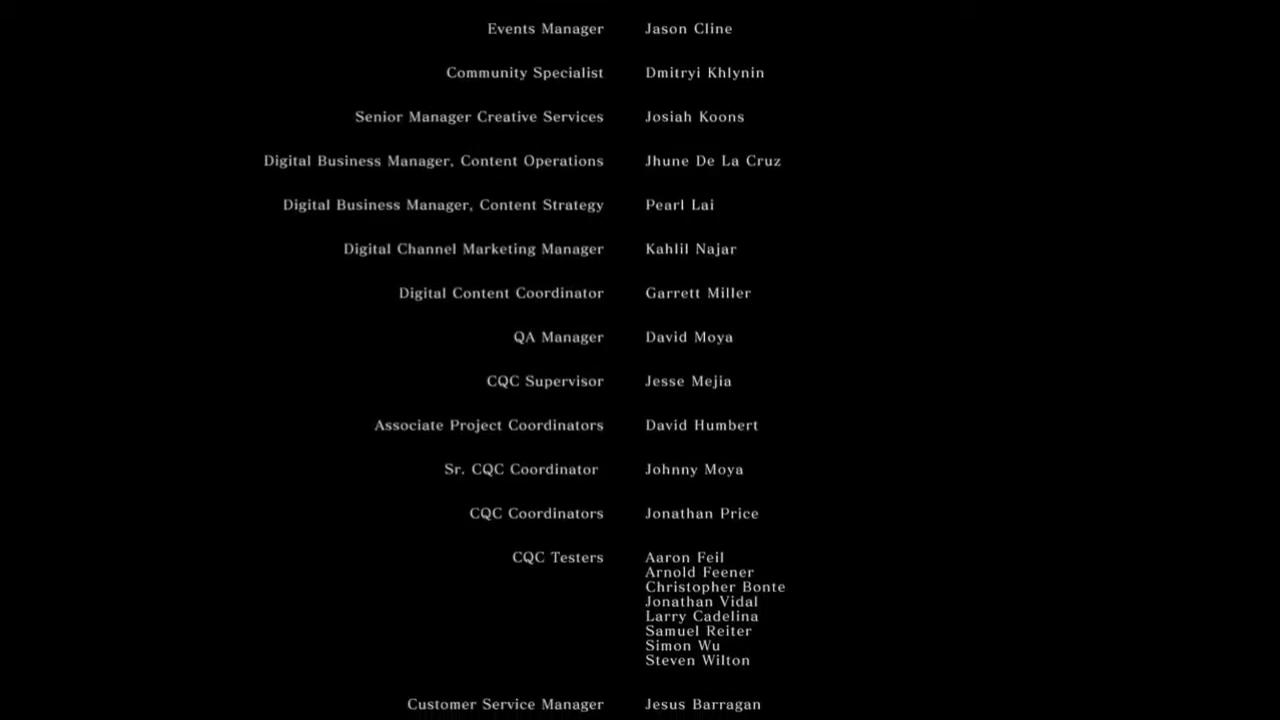 Events Manager Jason Cline
Community Specialist Dmitryi Khlynin
Senior Manager Creative Services Josiah Koons
Digital Business Manager, Content Operations Jhune De La Cruz
Digital Business Manager, Content Strategy Pearl Lai
Digital Channel Marketing Manager Kahlil Najar
Digital Content Coordinator Garrett Miller
QA Manager David Moya
CQC Supervisor Jesse Mejia
Associate Project Coordinators David Humbert
Sr. CQC Coordinator Johnny Moya
CQC Coordinators Jonathan Price
CQC Testers Aaron Feil
Arnold Feener
Christopher Bonte
Jonathan Vidal
Larry Cadelina
Samuel Reiter
Simon Wu
Steven Wilton
Customer Service Manager Jesus Barragan